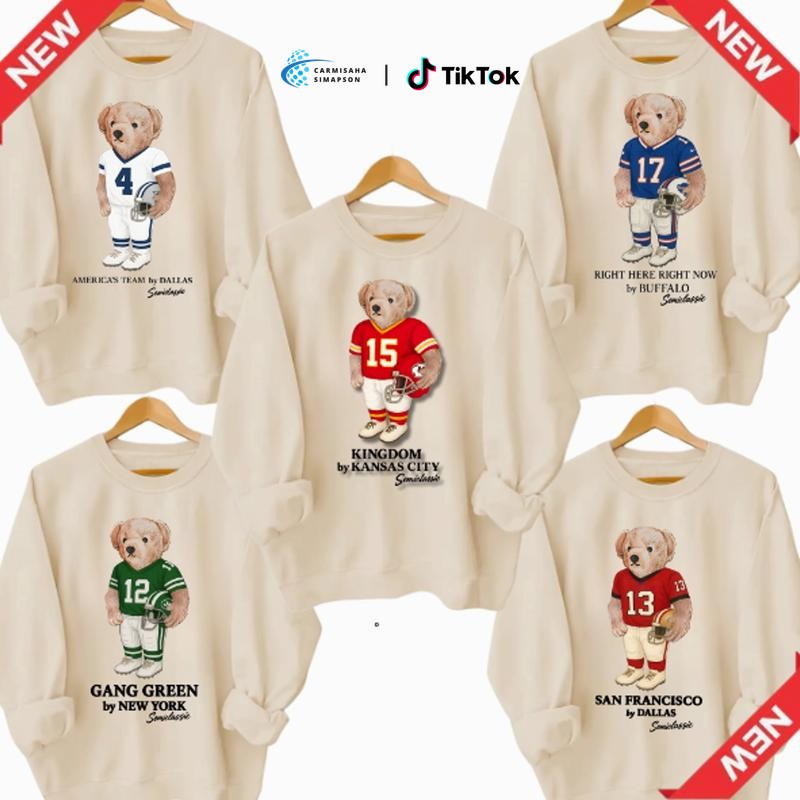 NEW
CARMISAHA
SIMAPSON
|
TikTok
NEW
4
AMERICA'S TEAM by DALLAS
Semiclassic
17
RIGHT HERE RIGHT NOW
by BUFFALO
Semiclassic
15
KINGDOM
by KANSAS CITY
Semiclassic
12
GANG GREEN
by NEW YORK
Semiclassic
13
13
SAN FRANCISCO
by DALLAS
Semiclassic
NEW